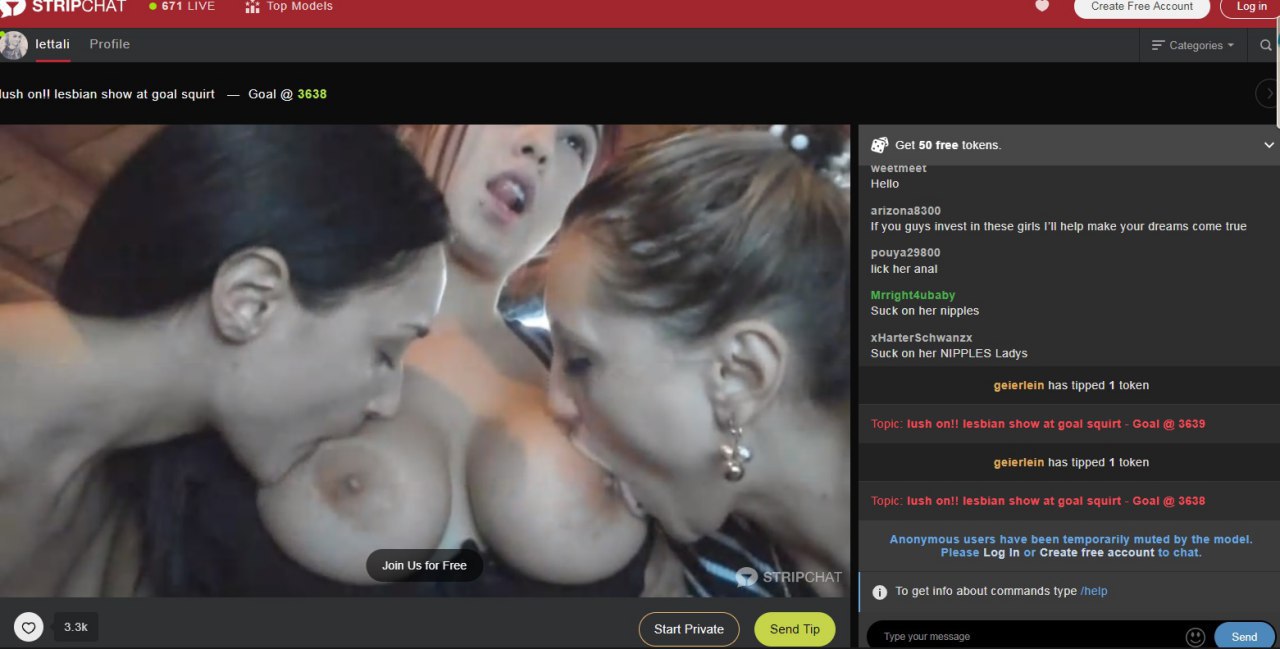 STRIPCHAT
671 LIVE
Top Models
Create Free Account
Log in
lettali
Profile
Categories
lush on!! lesbian show at goal squirt — Goal @ 3638
Get 50 free tokens.
weetmeet
Hello
arizona8300
If you guys invest in these girls I'll help make your dreams come true
pouya29800
lick her anal
Mrright4ubaby
Suck on her nipples
xHarterSchwanzx
Suck on her NIPPLES Ladys
geierlein has tipped 1 token
Topic: lush on!! lesbian show at goal squirt - Goal @ 3639
geierlein has tipped 1 token
Topic: lush on!! lesbian show at goal squirt - Goal @ 3638
Anonymous users have been temporarily muted by the model.
Please Log In or Create free account to chat.
To get info about commands type /help
Type your message
Send
Join Us for Free
STRIPCHAT
3.3k
Start Private
Send Tip